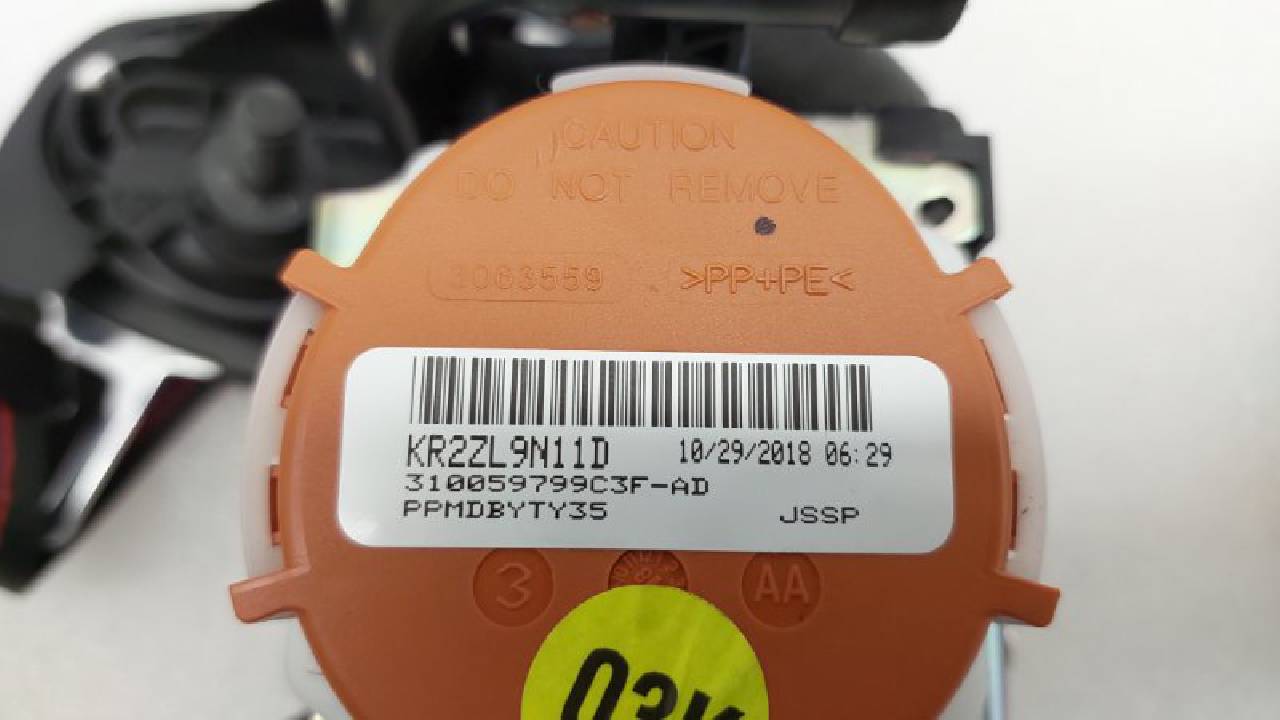 CAUTION
DO NOT REMOVE
3063559 >PP+PE<
KR2ZL9N11D 10/29/2018 06:29
310059799C3F-AD
PPMDBYTY35 JSSP
3 AA